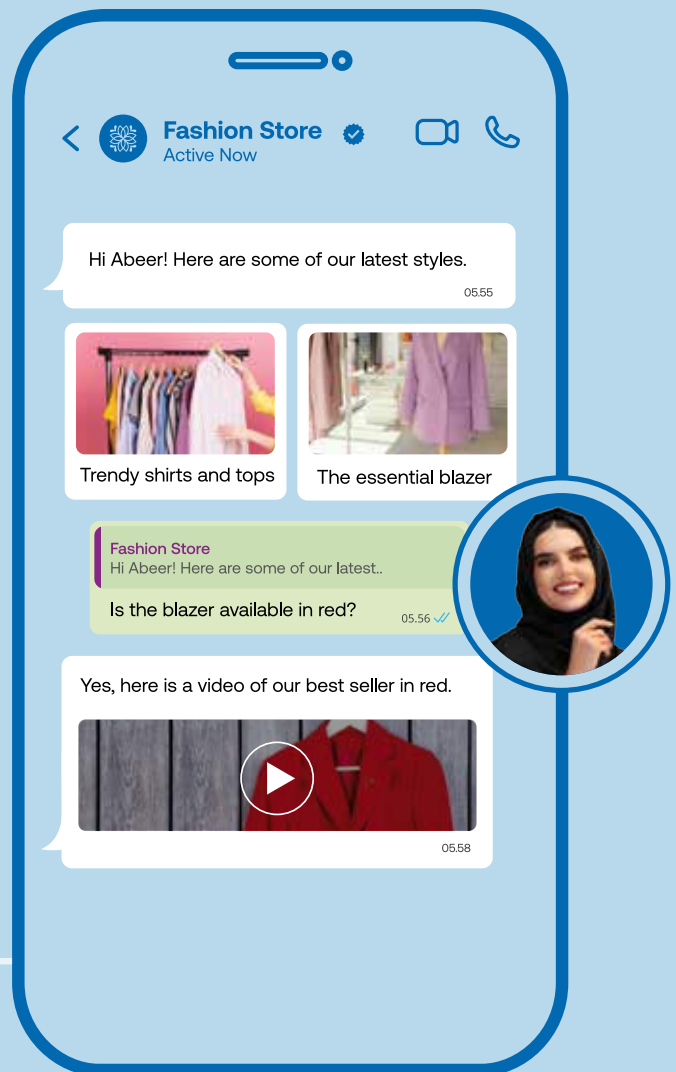 Fashion Store
Active Now
Hi Abeer! Here are some of our latest styles.
05.55
Trendy shirts and tops
The essential blazer
Fashion Store
Hi Abeer! Here are some of our latest..
Is the blazer available in red?
05.56
Yes, here is a video of our best seller in red.
05.58